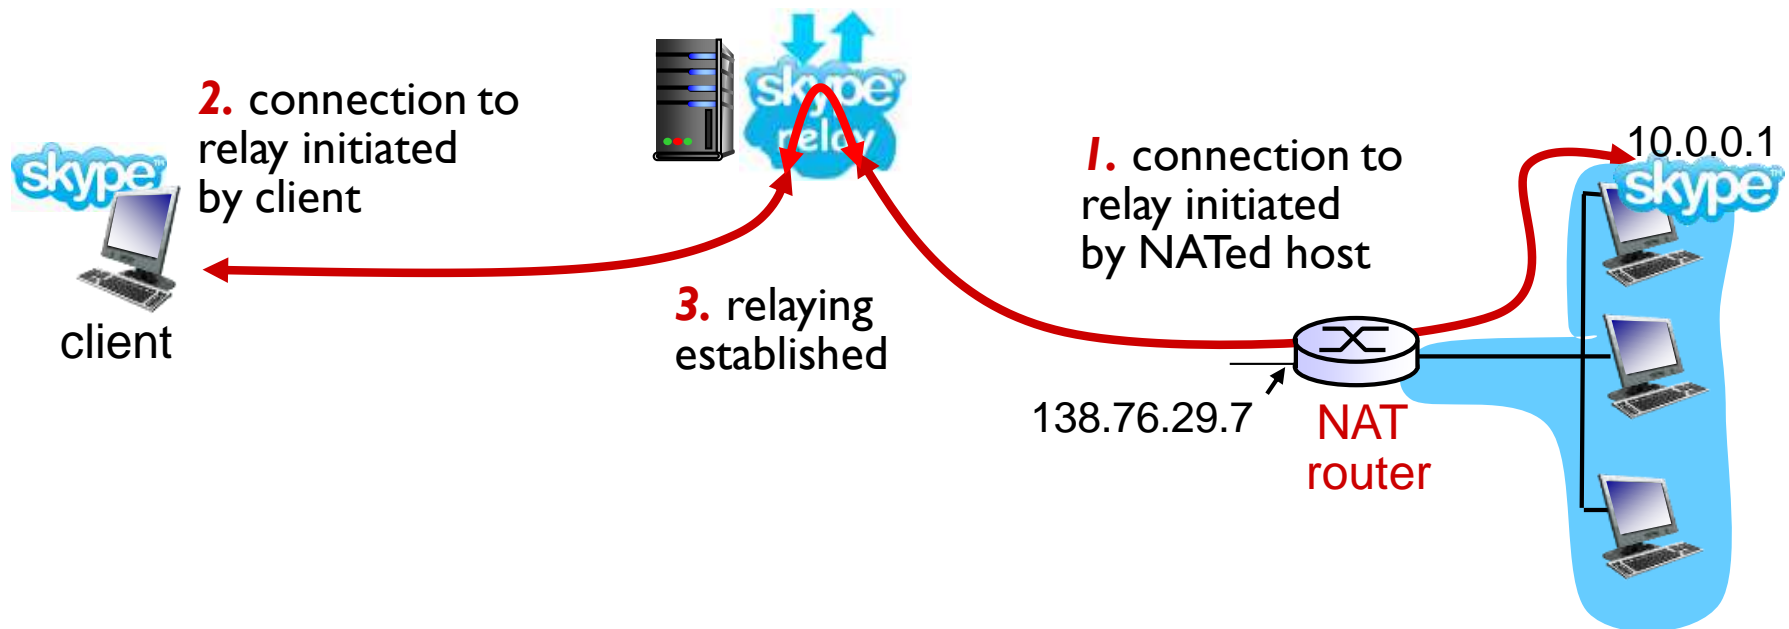 skype
2. connection to
relay initiated
by client
client
skype
relay
3. relaying
established
1. connection to
relay initiated
by NATed host
138.76.29.7
NAT
router
10.0.0.1
skype